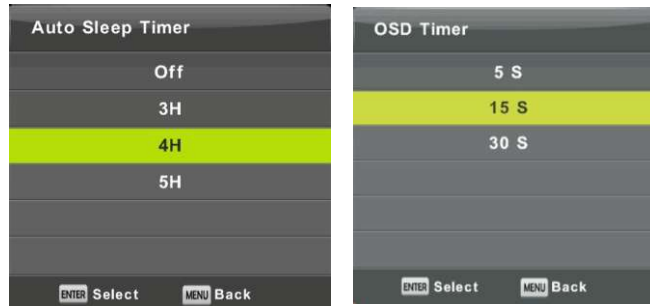 Auto Sleep Timer
Off
3H
4H
5H
ENTER Select MENU Back
OSD Timer
5 S
15 S
30 S
ENTER Select MENU Back